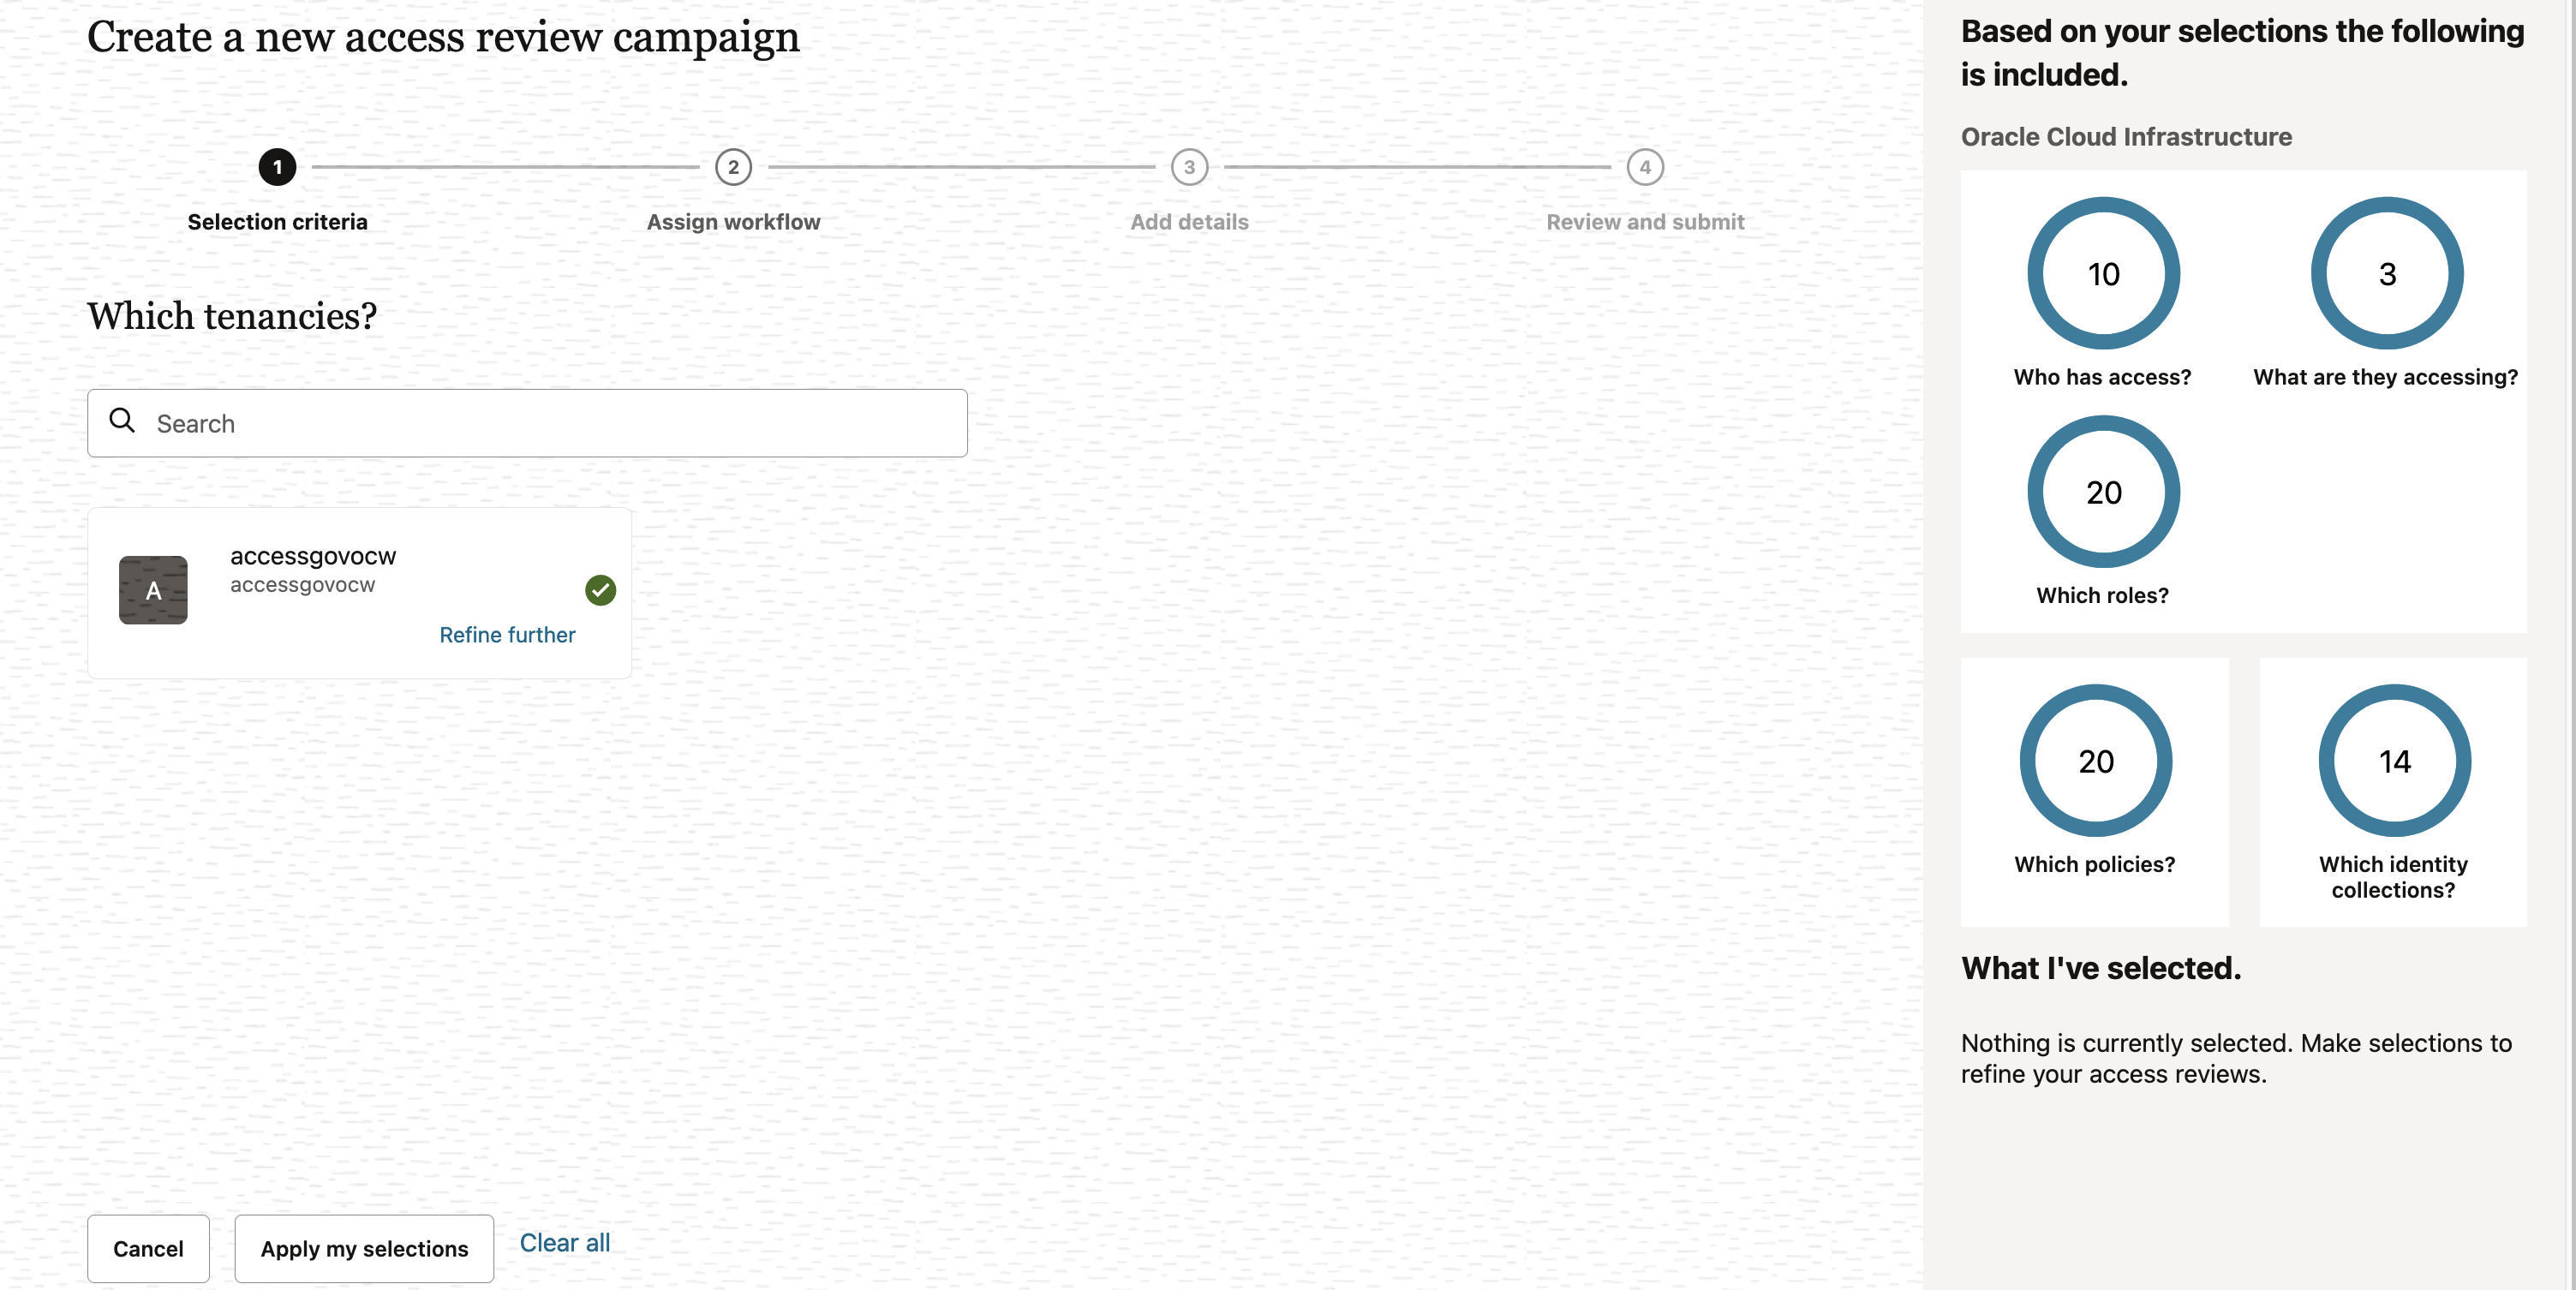 Create a new access review campaign
1
2
3
4
Selection criteria
Assign workflow
Add details
Review and submit
Which tenancies?
Search
A
accessgovocw
accessgovocw
Refine further
Cancel
Apply my selections
Clear all
Based on your selections the following
is included.
Oracle Cloud Infrastructure
10
Who has access?
3
What are they accessing?
20
Which roles?
20
Which policies?
14
Which identity
collections?
What I've selected.
Nothing is currently selected. Make selections to
refine your access reviews.